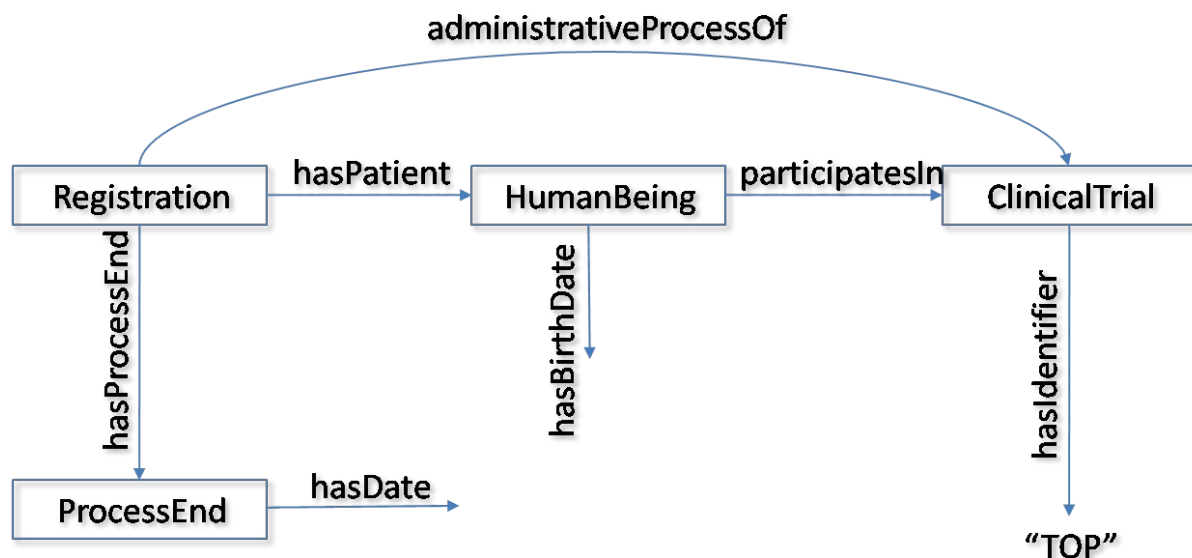 administrativeProcessOf
Registration
hasPatient
HumanBeing
participatesIn
ClinicalTrial
hasProcessEnd
hasBirthDate
hasIdentifier
ProcessEnd
hasDate
“TOP”